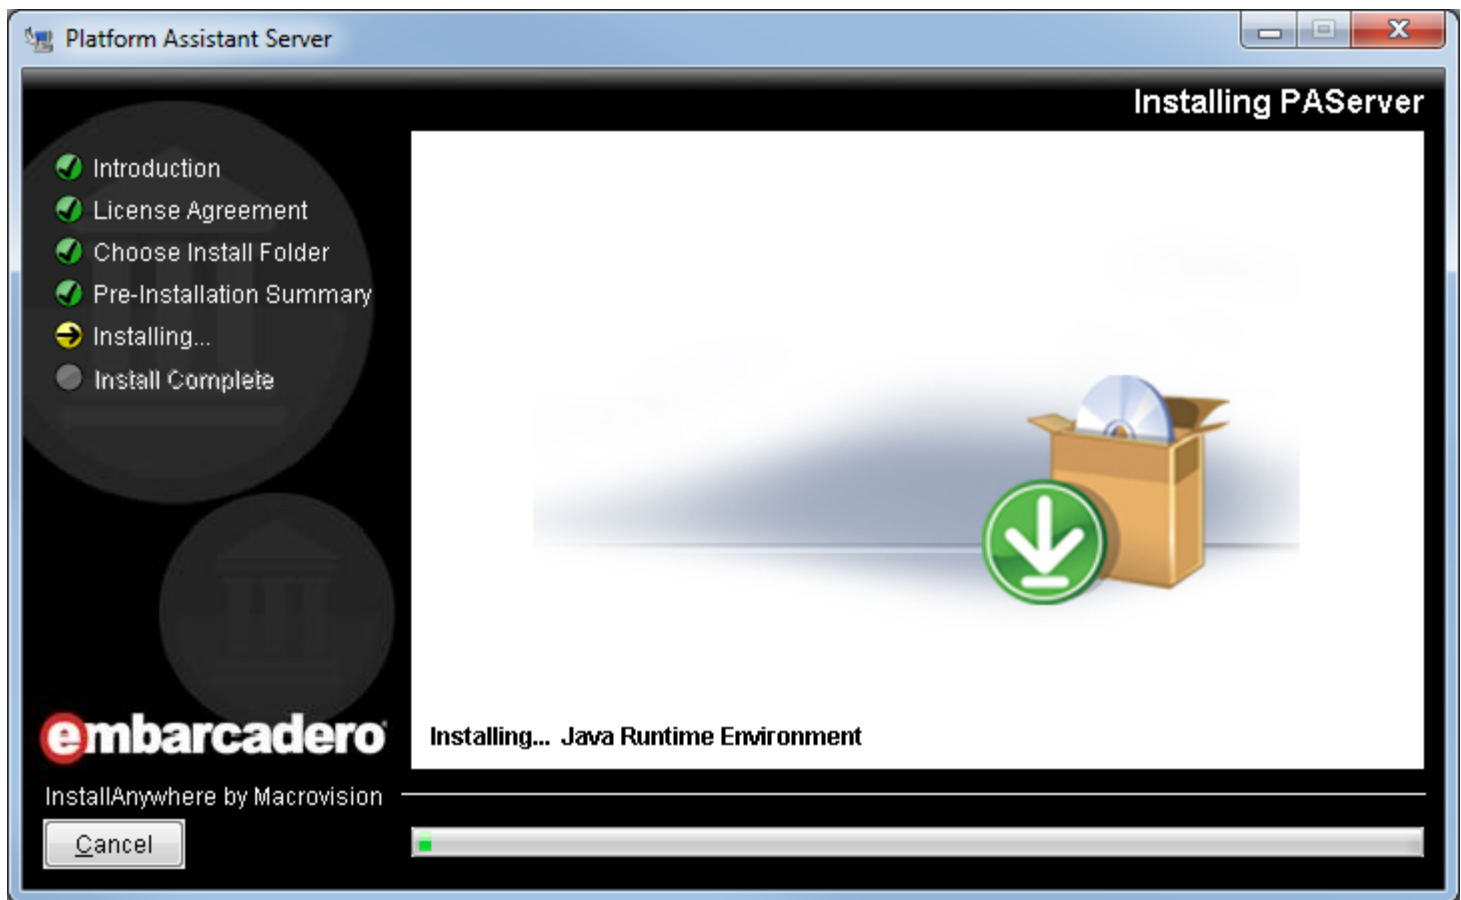 Platform Assistant Server
Installing PAServer
Introduction
License Agreement
Choose Install Folder
Pre-Installation Summary
Installing...
Install Complete
embarcadero
Installing... Java Runtime Environment
InstallAnywhere by Macrovision
Cancel